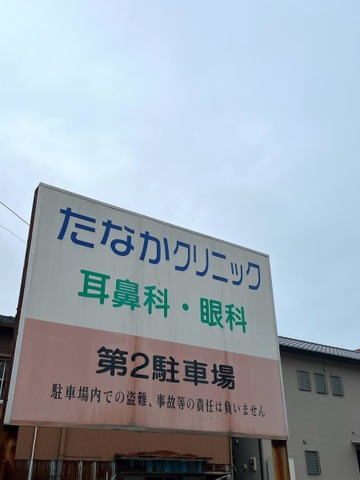 たなかクリニック
耳鼻科・眼科
第2駐車場
駐車場内での盗難、事故等の責任は負いません